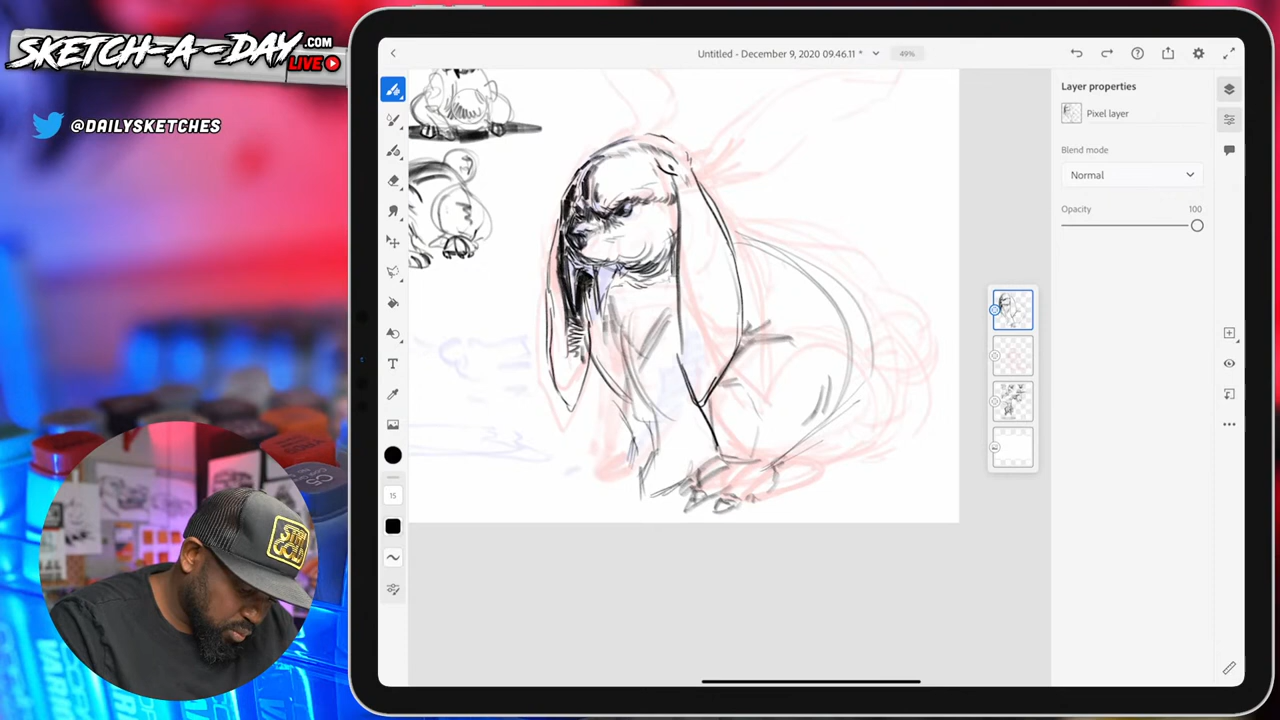 SKETCH-A-DAY.COM
LIVE
@DAILYSKETCHES
Untitled - December 9, 2020 09.46.11 *
49%
Layer properties
Pixel layer
Blend mode
Normal
Opacity
100
T
15